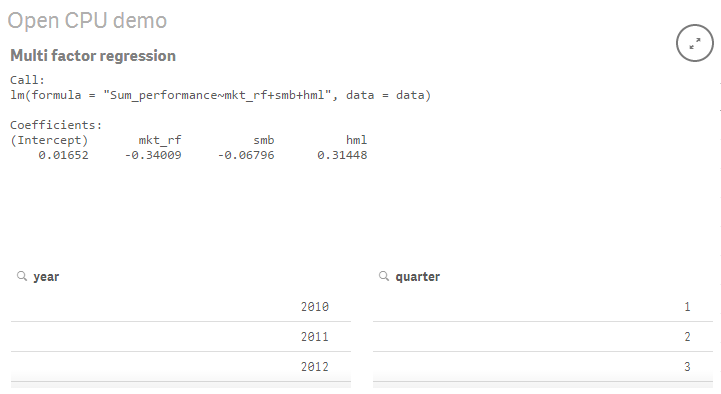 Open CPU demo
Multi factor regression
Call:
lm(formula = "Sum_performance~mkt_rf+smb+hml", data = data)
Coefficients:
(Intercept) mkt_rf smb hml
0.01652 -0.34009 -0.06796 0.31448
year
2010
2011
2012
quarter
1
2
3